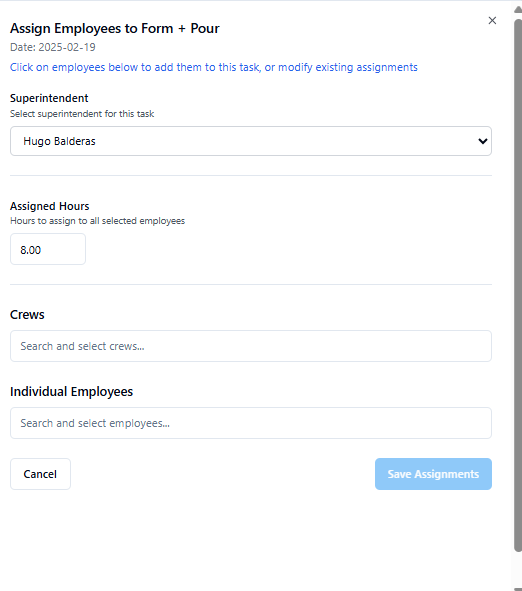 Assign Employees to Form + Pour
Date: 2025-02-19
Click on employees below to add them to this task, or modify existing assignments
Superintendent
Select superintendent for this task
Hugo Balderas
Assigned Hours
Hours to assign to all selected employees
8.00
Crews
Search and select crews...
Individual Employees
Search and select employees...
Cancel
Save Assignments